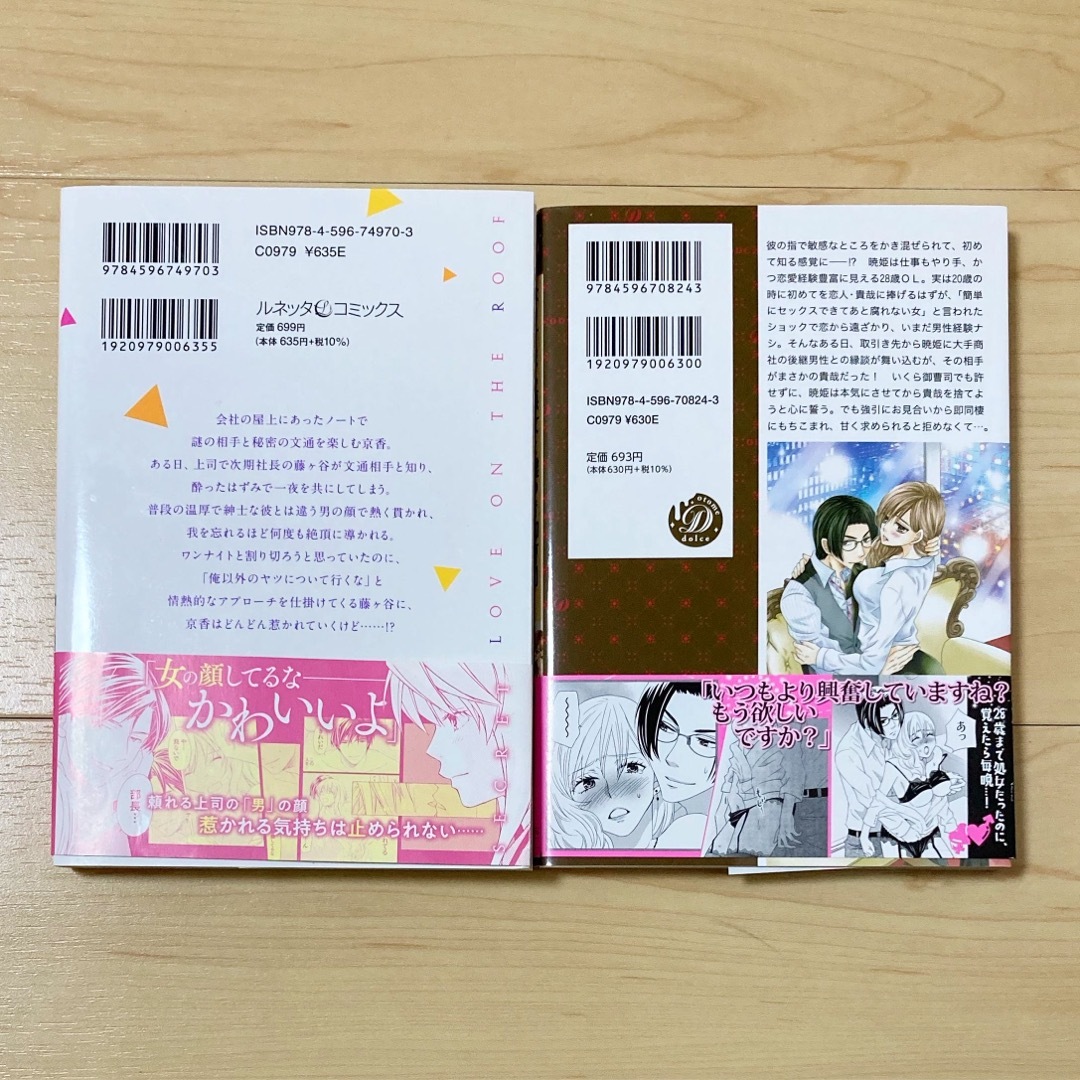 9784596749703
ISBN978-4-596-74970-3
C0979 ¥635E
1920979006355
ルネッタLコミックス
定価 699円
(本体 635円+税10%)
会社の屋上にあったノートで
謎の相手と秘密の文通を楽しむ京香。
ある日、上司で次期社長の藤ヶ谷が文通相手と知り、
酔ったはずみで一夜を共にしてしまう。
普段の温厚で紳士な彼とは違う男の顔で熱く貫かれ、
我を忘れるほど何度も絶頂に導かれる。
ワンナイトと割り切ろうと思っていたのに、
「俺以外のヤツについて行くな」と
情熱的なアプローチを仕掛けてくる藤ヶ谷に、
京香はどんどん惹かれていくけど……!?
SECRET LOVE ON THE ROOF
「女の顔してるな――
かわいいよ」
部長…
頼れる上司の「男」の顔
惹かれる気持ちは止められない……
9784596708243
1920979006300
ISBN978-4-596-70824-3
C0979 ¥630E
定価 693円
(本体630円+税10%)
otome
D
dolce
彼の指で敏感なところをかき混ぜられて、初め
て知る感覚に――!? 暁姫は仕事もやり手、か
つ恋愛経験豊富に見える28歳OL。実は20歳の
時に初めてを恋人・貴哉に捧げるはずが、「簡単
にセックスできてあと腐れない女」と言われた
ショックで恋から遠ざかり、いまだ男性経験ナ
シ。そんなある日、取引き先から暁姫に大手商
社の後継男性との縁談が舞い込むが、その相手
がまさかの貴哉だった! いくら御曹司でも許
せずに、暁姫は本気にさせてから貴哉を捨てよ
うと心に誓う。でも強引にお見合いから即同棲
にもちこまれ、甘く求められると拒めなくて…。
「いつもより興奮していますね?
もう欲しい
ですか?」
あっ
28歳まで処女だったのに、
覚えたら毎晩…!